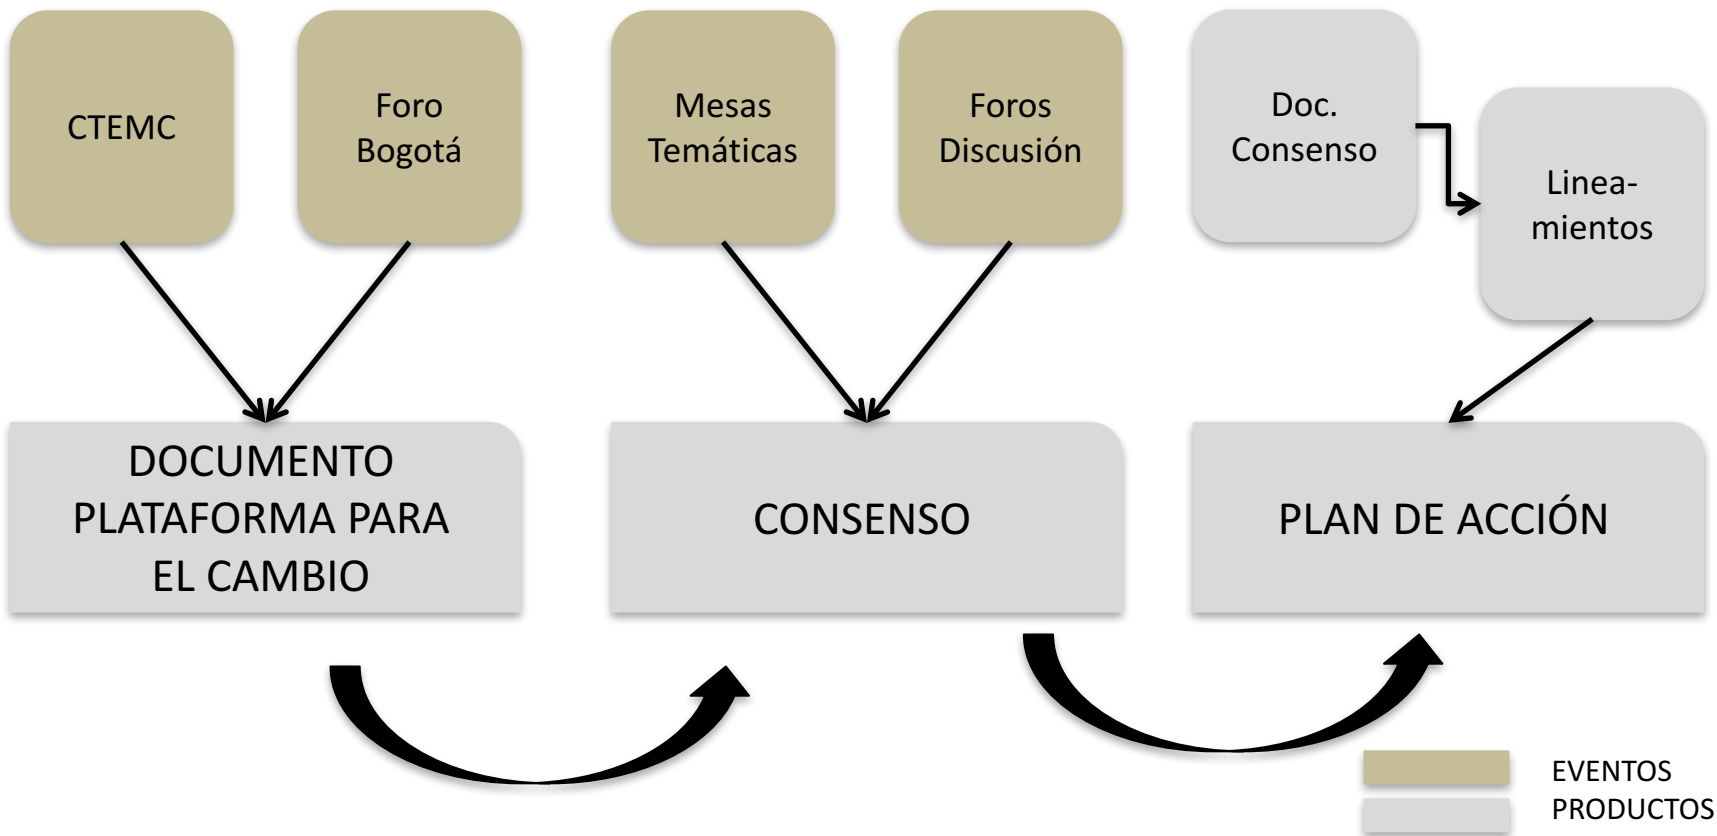 CTEMC
Foro
Bogotá
Mesas
Temáticas
Foros
Discusión
Doc.
Consenso
Linea-
mientos
DOCUMENTO
PLATAFORMA PARA
EL CAMBIO
CONSENSO
PLAN DE ACCIÓN
EVENTOS
PRODUCTOS